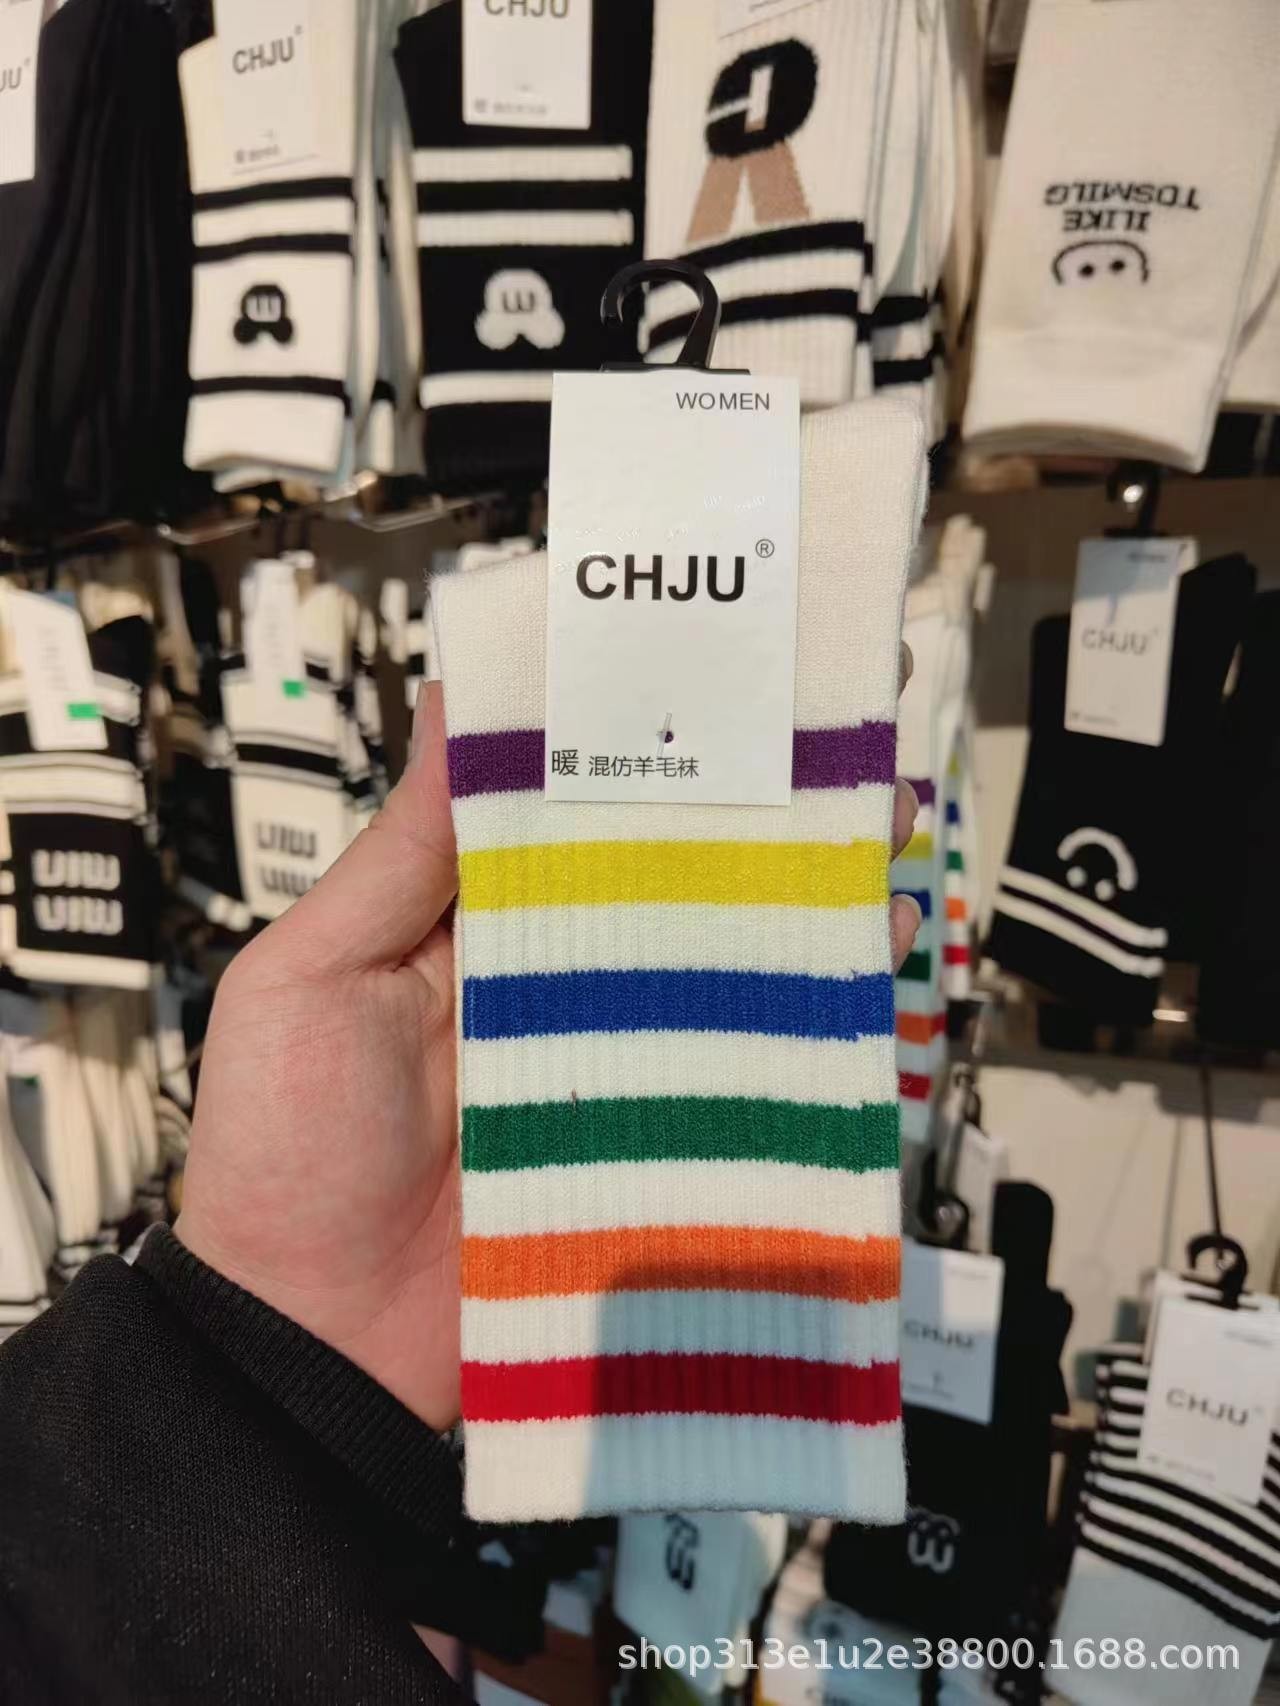 CHJU
CHJU
WOMEN
CHJU®
暖 混仿羊毛袜
ILIKE
TOSMILG
CHJU
CHJU
CHJU
shop313e1u2e38800.1688.com